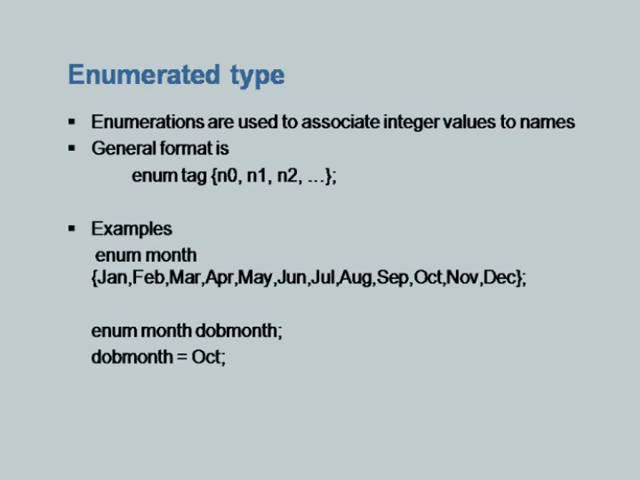 Enumerated type
▪ Enumerations are used to associate integer values to names
▪ General format is
enum tag {n0, n1, n2, …};
▪ Examples
enum month
{Jan,Feb,Mar,Apr,May,Jun,Jul,Aug,Sep,Oct,Nov,Dec};
enum month dobmonth;
dobmonth = Oct;